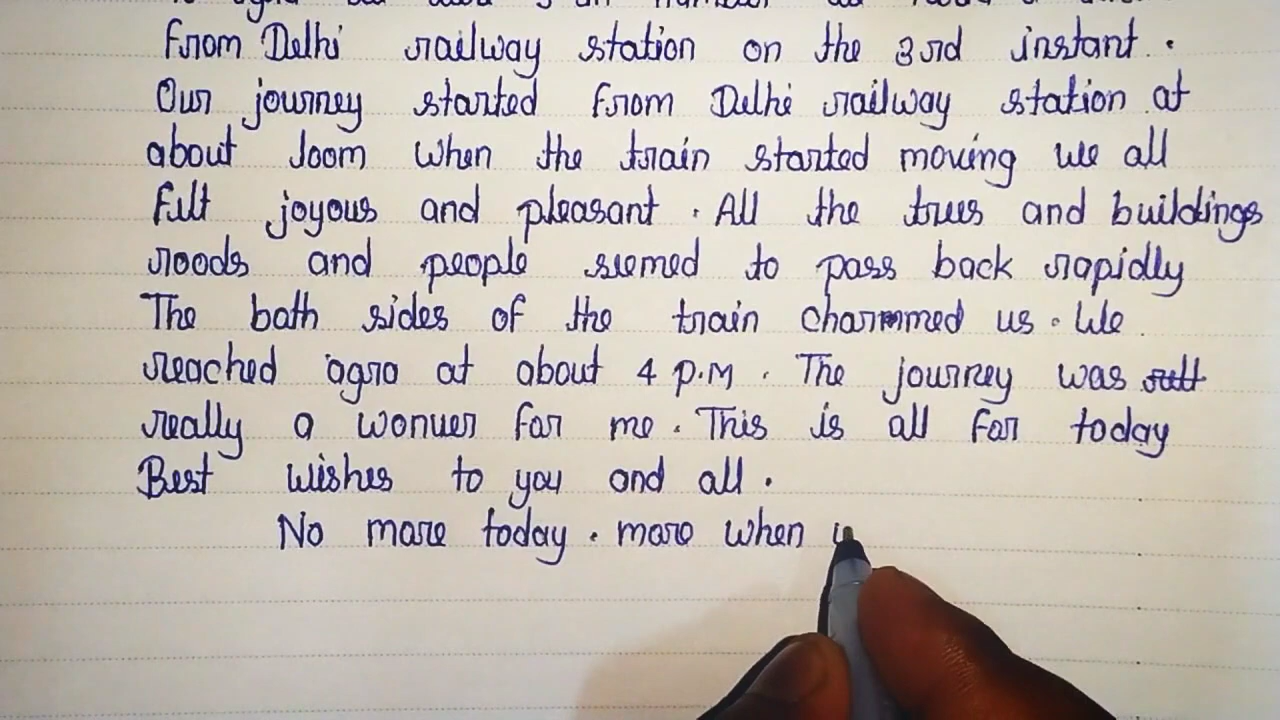 From Delhi railway station on the 3rd instant.
Our journey started from Delhi railway station at
about when the train started moving we all
felt joyous and pleasant. All the trees and buildings
roods and people siemed to pass back rapidly
The both sides of the train charmmed us. We
reached agra at about 4 p.M. The journey was
really a wonuer for me. This is all for today
Best wishes to you and all.
No more today. more when